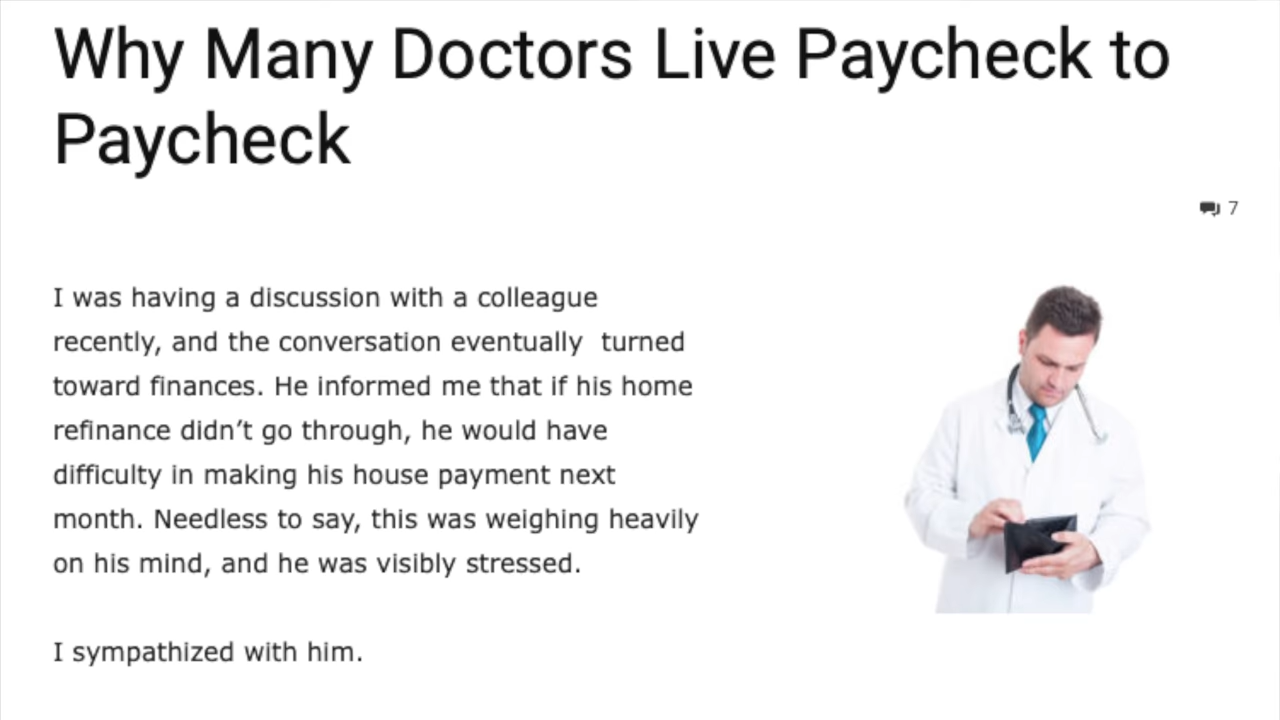 Why Many Doctors Live Paycheck to
Paycheck
7
I was having a discussion with a colleague
recently, and the conversation eventually  turned
toward finances. He informed me that if his home
refinance didn’t go through, he would have
difficulty in making his house payment next
month. Needless to say, this was weighing heavily
on his mind, and he was visibly stressed.
I sympathized with him.